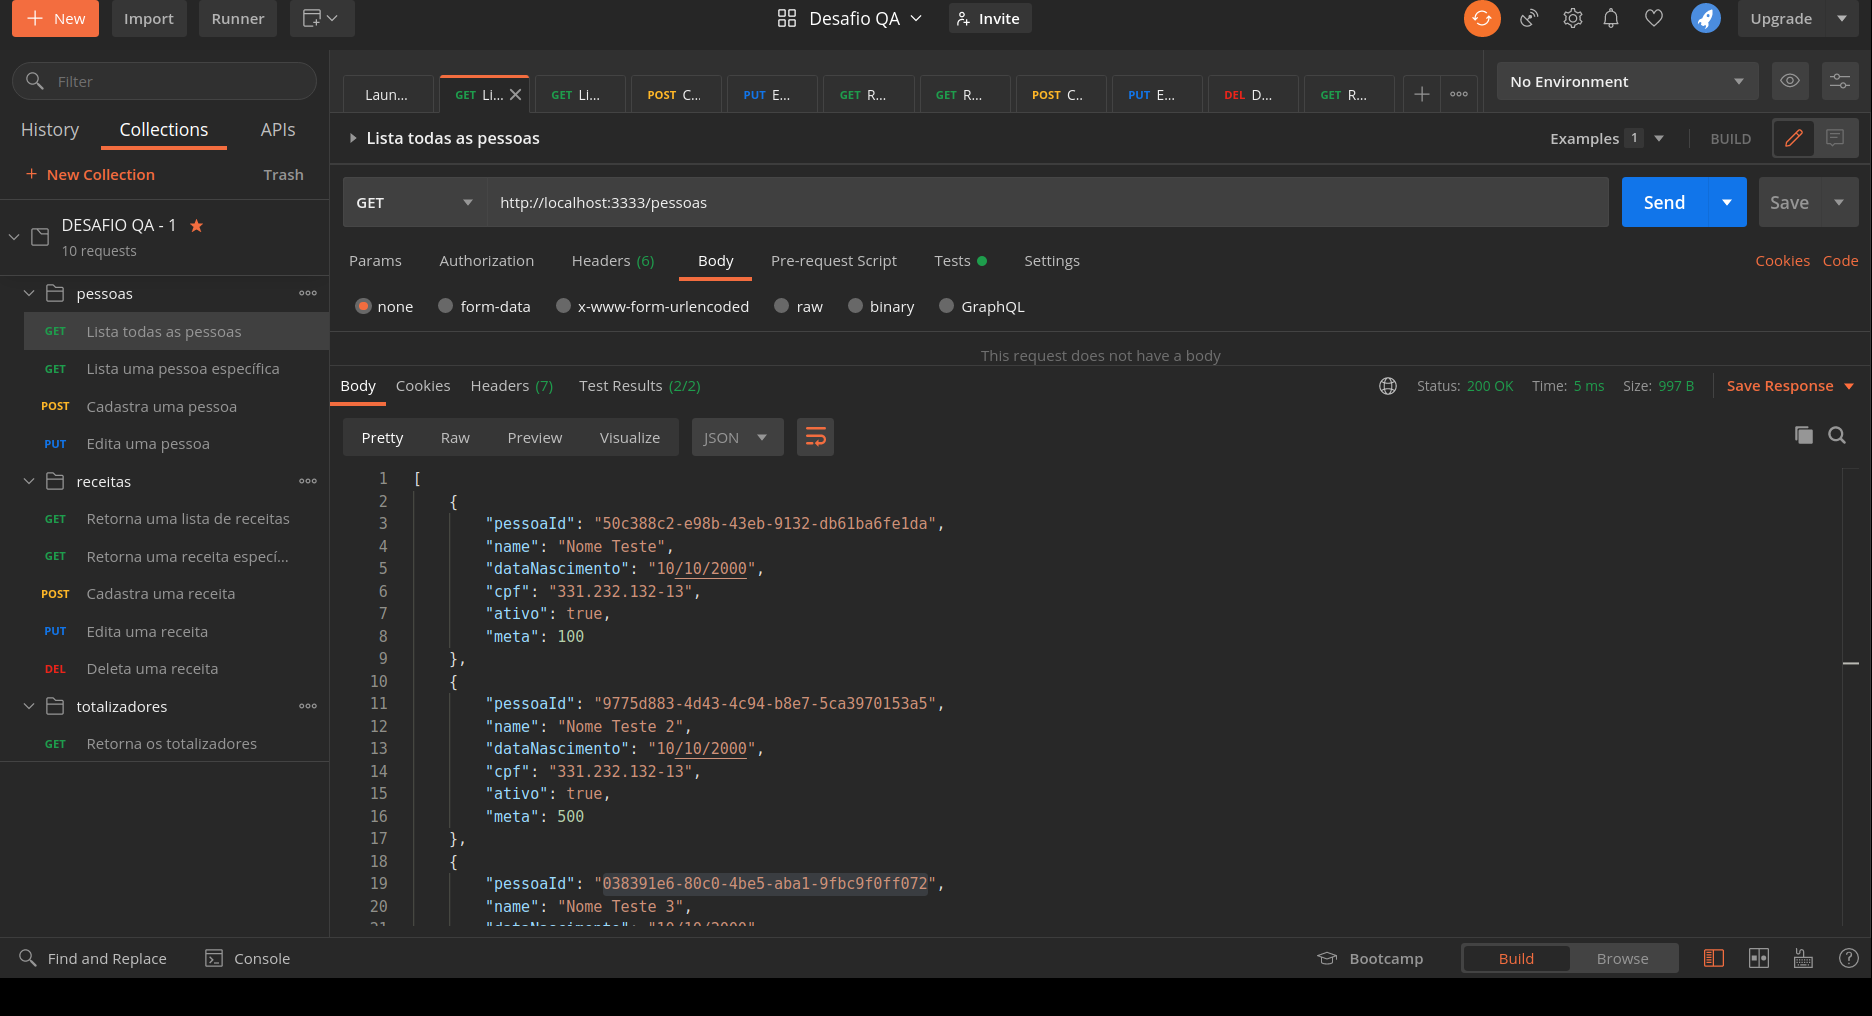 New Import Runner Desafio QA Invite Upgrade
Filter
History Collections APIs
New Collection Trash
DESAFIO QA - 1
10 requests
pessoas
GET Lista todas as pessoas
GET Lista uma pessoa específica
POST Cadastra uma pessoa
PUT Edita uma pessoa
receitas
GET Retorna uma lista de receitas
GET Retorna uma receita especí...
POST Cadastra uma receita
PUT Edita uma receita
DEL Deleta uma receita
totalizadores
GET Retorna os totalizadores
Laun... GET Li... GET Li... POST C... PUT E... GET R... GET R... POST C... PUT E... DEL D... GET R... No Environment
Lista todas as pessoas Examples 1 BUILD
GET http://localhost:3333/pessoas Send Save
Params Authorization Headers (6) Body Pre-request Script Tests Settings Cookies Code
none form-data x-www-form-urlencoded raw binary GraphQL
This request does not have a body
Body Cookies Headers (7) Test Results (2/2) Status: 200 OK Time: 5 ms Size: 997 B Save Response
Pretty Raw Preview Visualize JSON
1 [
2 {
3 "pessoaId": "50c388c2-e98b-43eb-9132-db61ba6fe1da",
4 "name": "Nome Teste",
5 "dataNascimento": "10/10/2000",
6 "cpf": "331.232.132-13",
7 "ativo": true,
8 "meta": 100
9 },
10 {
11 "pessoaId": "9775d883-4d43-4c94-b8e7-5ca3970153a5",
12 "name": "Nome Teste 2",
13 "dataNascimento": "10/10/2000",
14 "cpf": "331.232.132-13",
15 "ativo": true,
16 "meta": 500
17 },
18 {
19 "pessoaId": "038391e6-80c0-4be5-aba1-9fbc9f0ff072",
20 "name": "Nome Teste 3",
21 "dataNascimento": "10/10/2000"
Find and Replace Console Bootcamp Build Browse